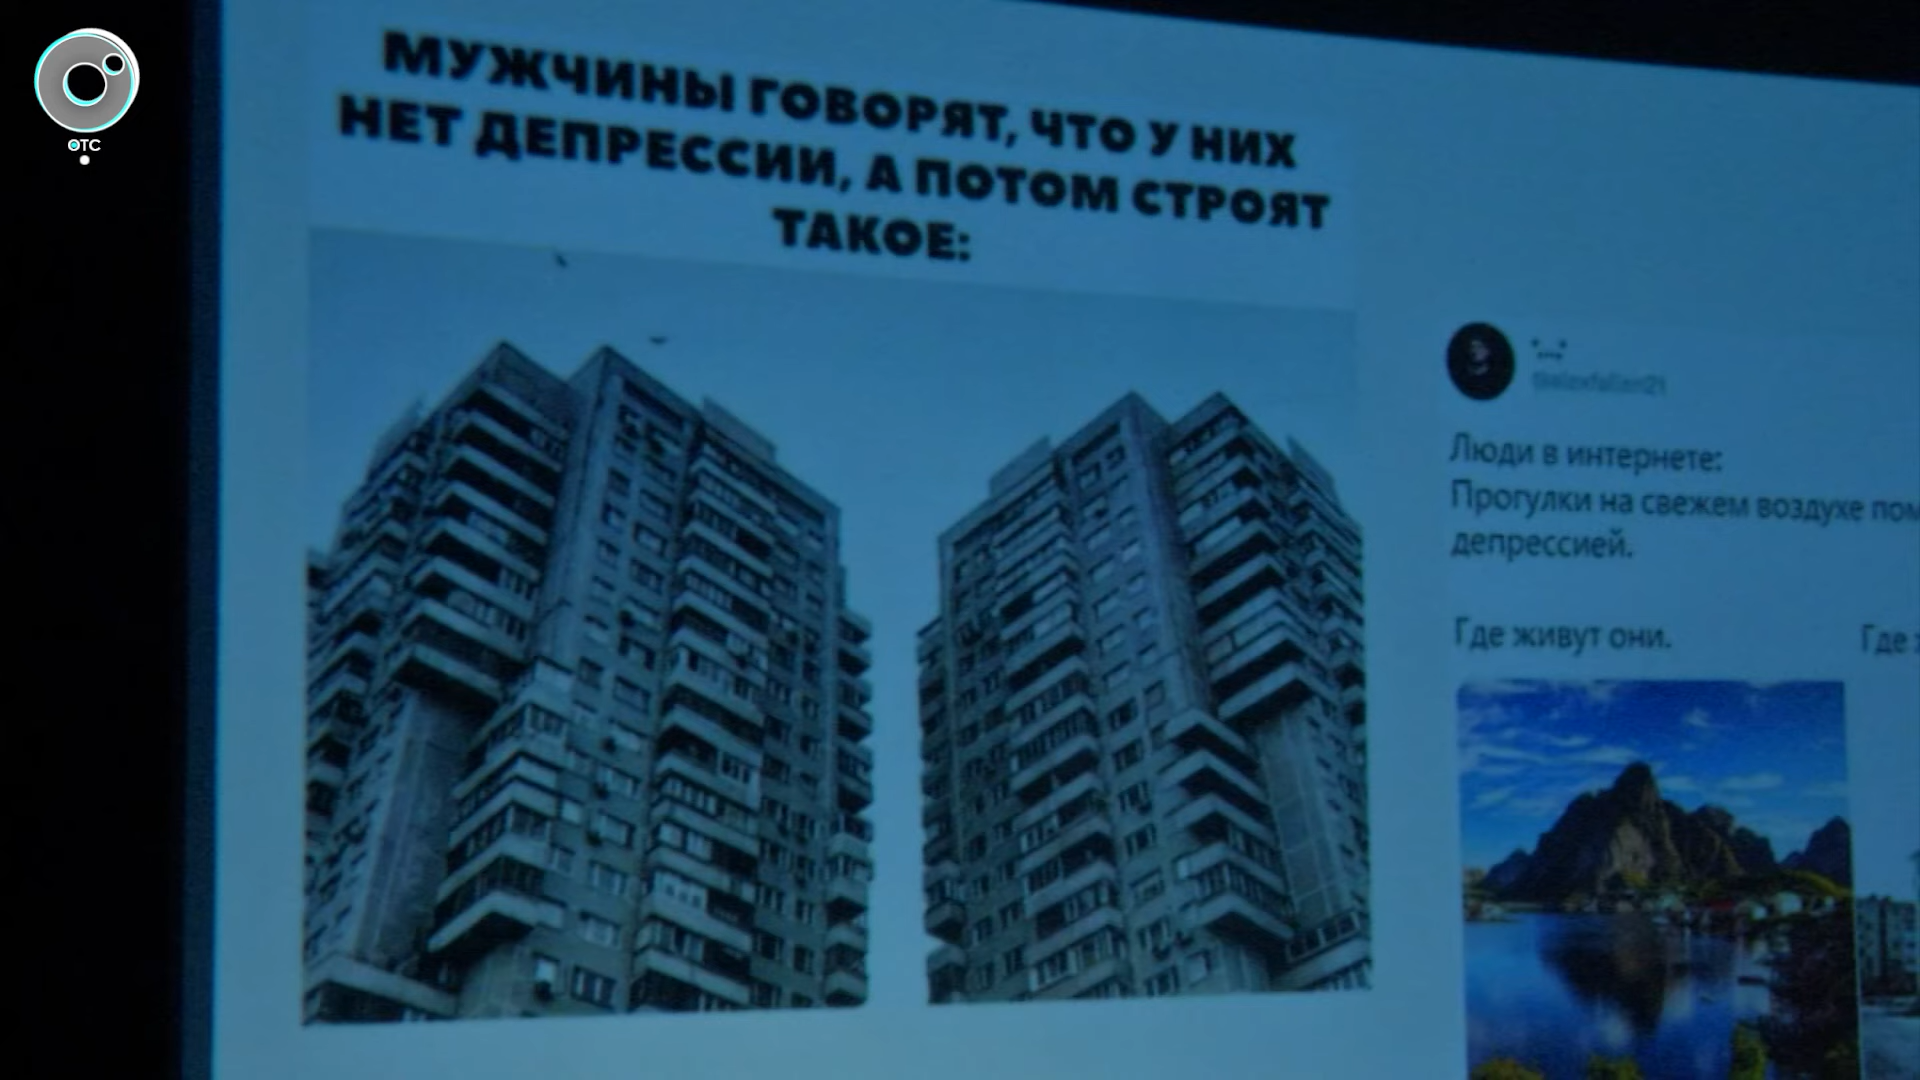 ОТС
МУЖЧИНЫ ГОВОРЯТ, ЧТО У НИХ
НЕТ ДЕПРЕССИИ, А ПОТОМ СТРОЯТ
ТАКОЕ:
Люди в интернете:
Прогулки на свежем воздухе
депрессией.
Где живут они.
Где